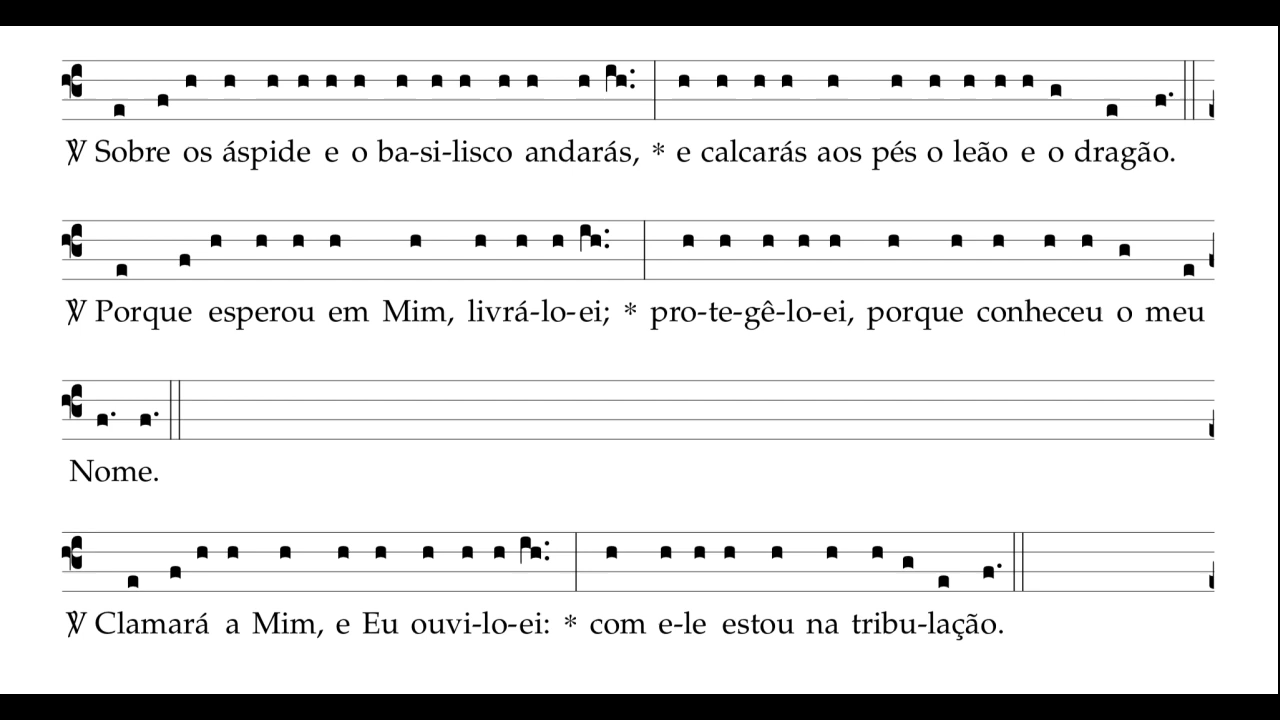 ℣ Sobre os áspide e o ba-si-lisco andarás, * e calcarás aos pés o leão e o dragão.
℣ Porque esperou em Mim, livrá-lo-ei; * pro-te-gê-lo-ei, porque conheceu o meu
Nome.
℣ Clamará a Mim, e Eu ouvi-lo-ei: * com e-le estou na tribu-lação.